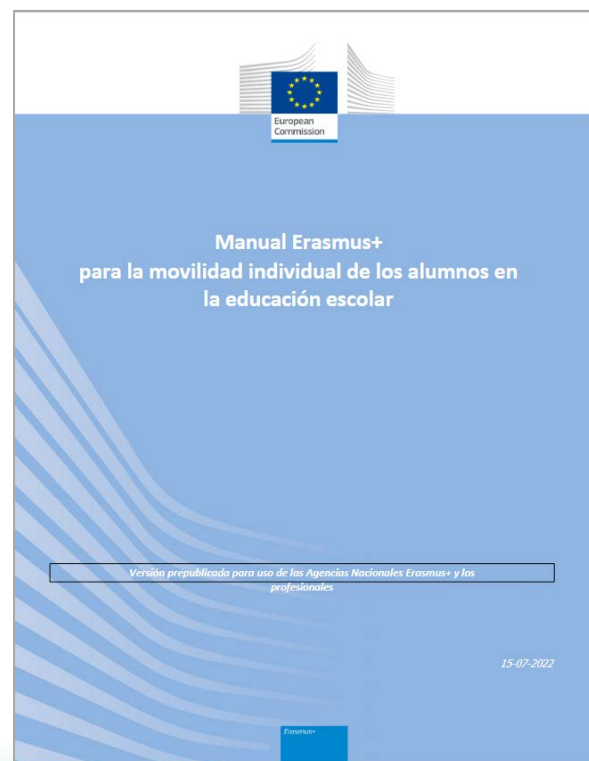 European
Commission
Manual Erasmus+
para la movilidad individual de los alumnos en
la educación escolar
Versión prepublicada para uso de las Agencias Nacionales Erasmus+ y los
profesionales
15-07-2022
Erasmus+